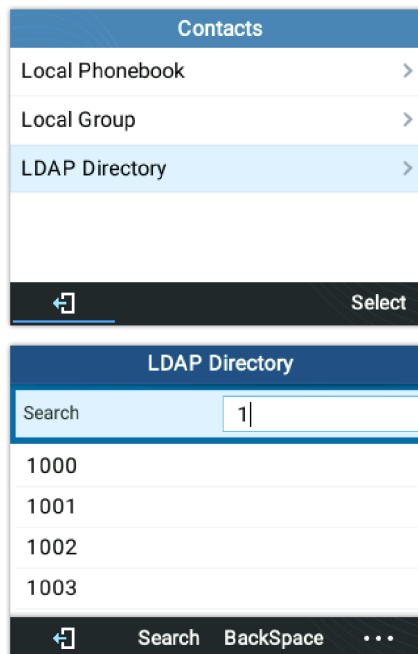 Contacts
Local Phonebook
Local Group
LDAP Directory
Select
LDAP Directory
Search 1
1000
1001
1002
1003
Search BackSpace ...